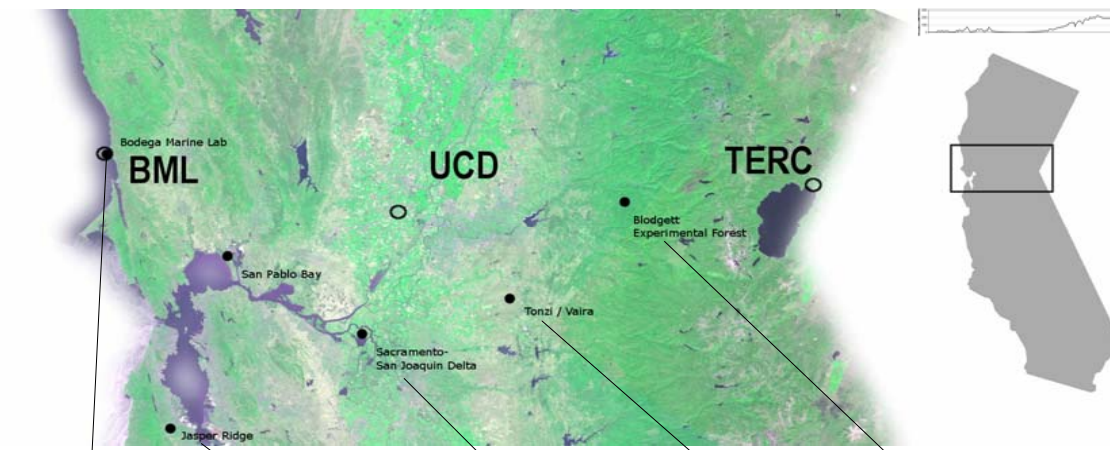 Bodega Marine Lab
BML
UCD
TERC
Blodgett
Experimental Forest
San Pablo Bay
Tonzi / Vaira
Sacramento-
San Joaquin Delta
Jasper Ridge